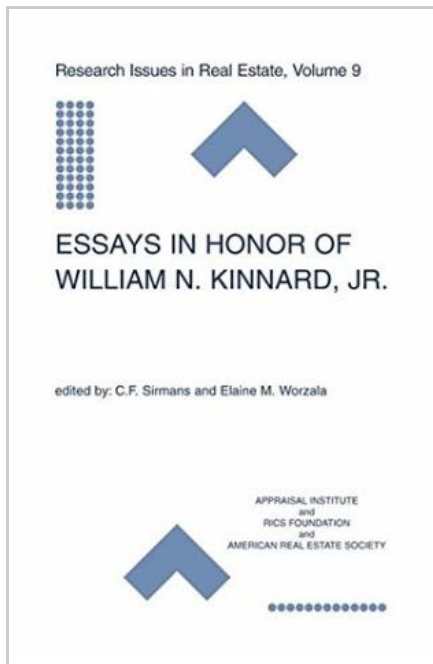 Research Issues in Real Estate, Volume 9
ESSAYS IN HONOR OF
WILLIAM N. KINNARD, JR.
edited by: C.F. Sirmans and Elaine M. Worzala
APPRAISAL INSTITUTE
and
RICS FOUNDATION
and
AMERICAN REAL ESTATE SOCIETY